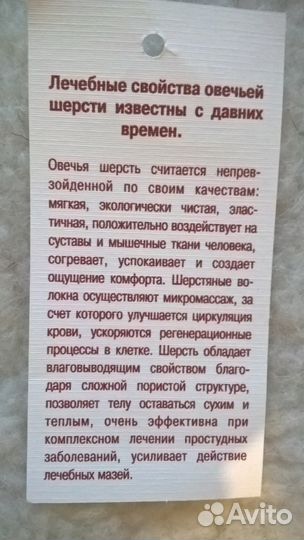 Лечебные свойства овечьей
шерсти известны с давних
времен.
Овечья шерсть считается непрев-
зойденной по своим качествам:
мягкая, экологически чистая, элас-
тичная, положительно воздействует на
суставы и мышечные ткани человека,
согревает, успокаивает и создает
ощущение комфорта. Шерстяные во-
локна осуществляют микромассаж, за
счет которого улучшается циркуляция
крови, ускоряются регенерационные
процессы в клетке. Шерсть обладает
влаговыводящим свойством благо-
даря сложной пористой структуре,
позволяет телу оставаться сухим и
теплым, очень эффективна при
комплексном лечении простудных
заболеваний, усиливает действие
лечебных мазей.
Avito